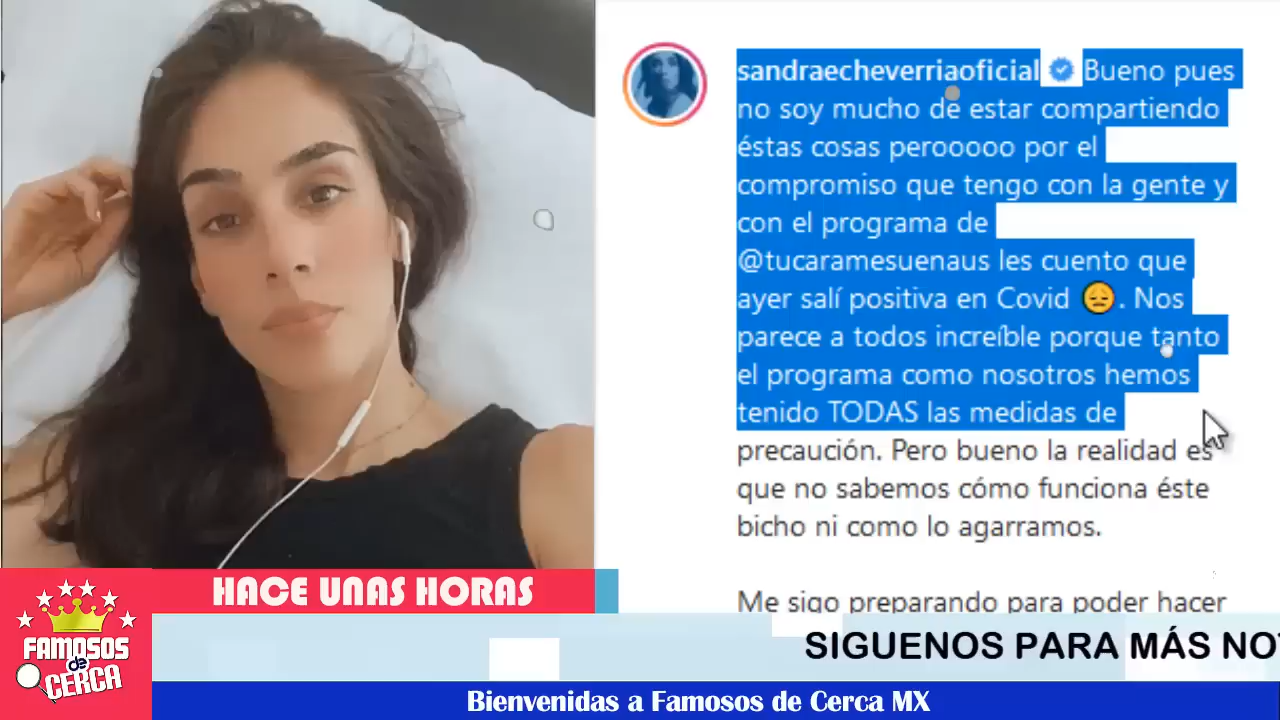 sandraecheverriaoficial Bueno pues
no soy mucho de estar compartiendo
éstas cosas perooooo por el
compromiso que tengo con la gente y
con el programa de
@tucaramesuenaus les cuento que
ayer salí positiva en Covid 😔. Nos
parece a todos increíble porque tanto
el programa como nosotros hemos
tenido TODAS las medidas de
precaución. Pero bueno la realidad es
que no sabemos cómo funciona éste
bicho ni como lo agarramos.
Me sigo preparando para poder hacer
HACE UNAS HORAS
FAMOSOS
de
CERCA
SIGUENOS PARA MÁS
Bienvenidas a Famosos de Cerca MX